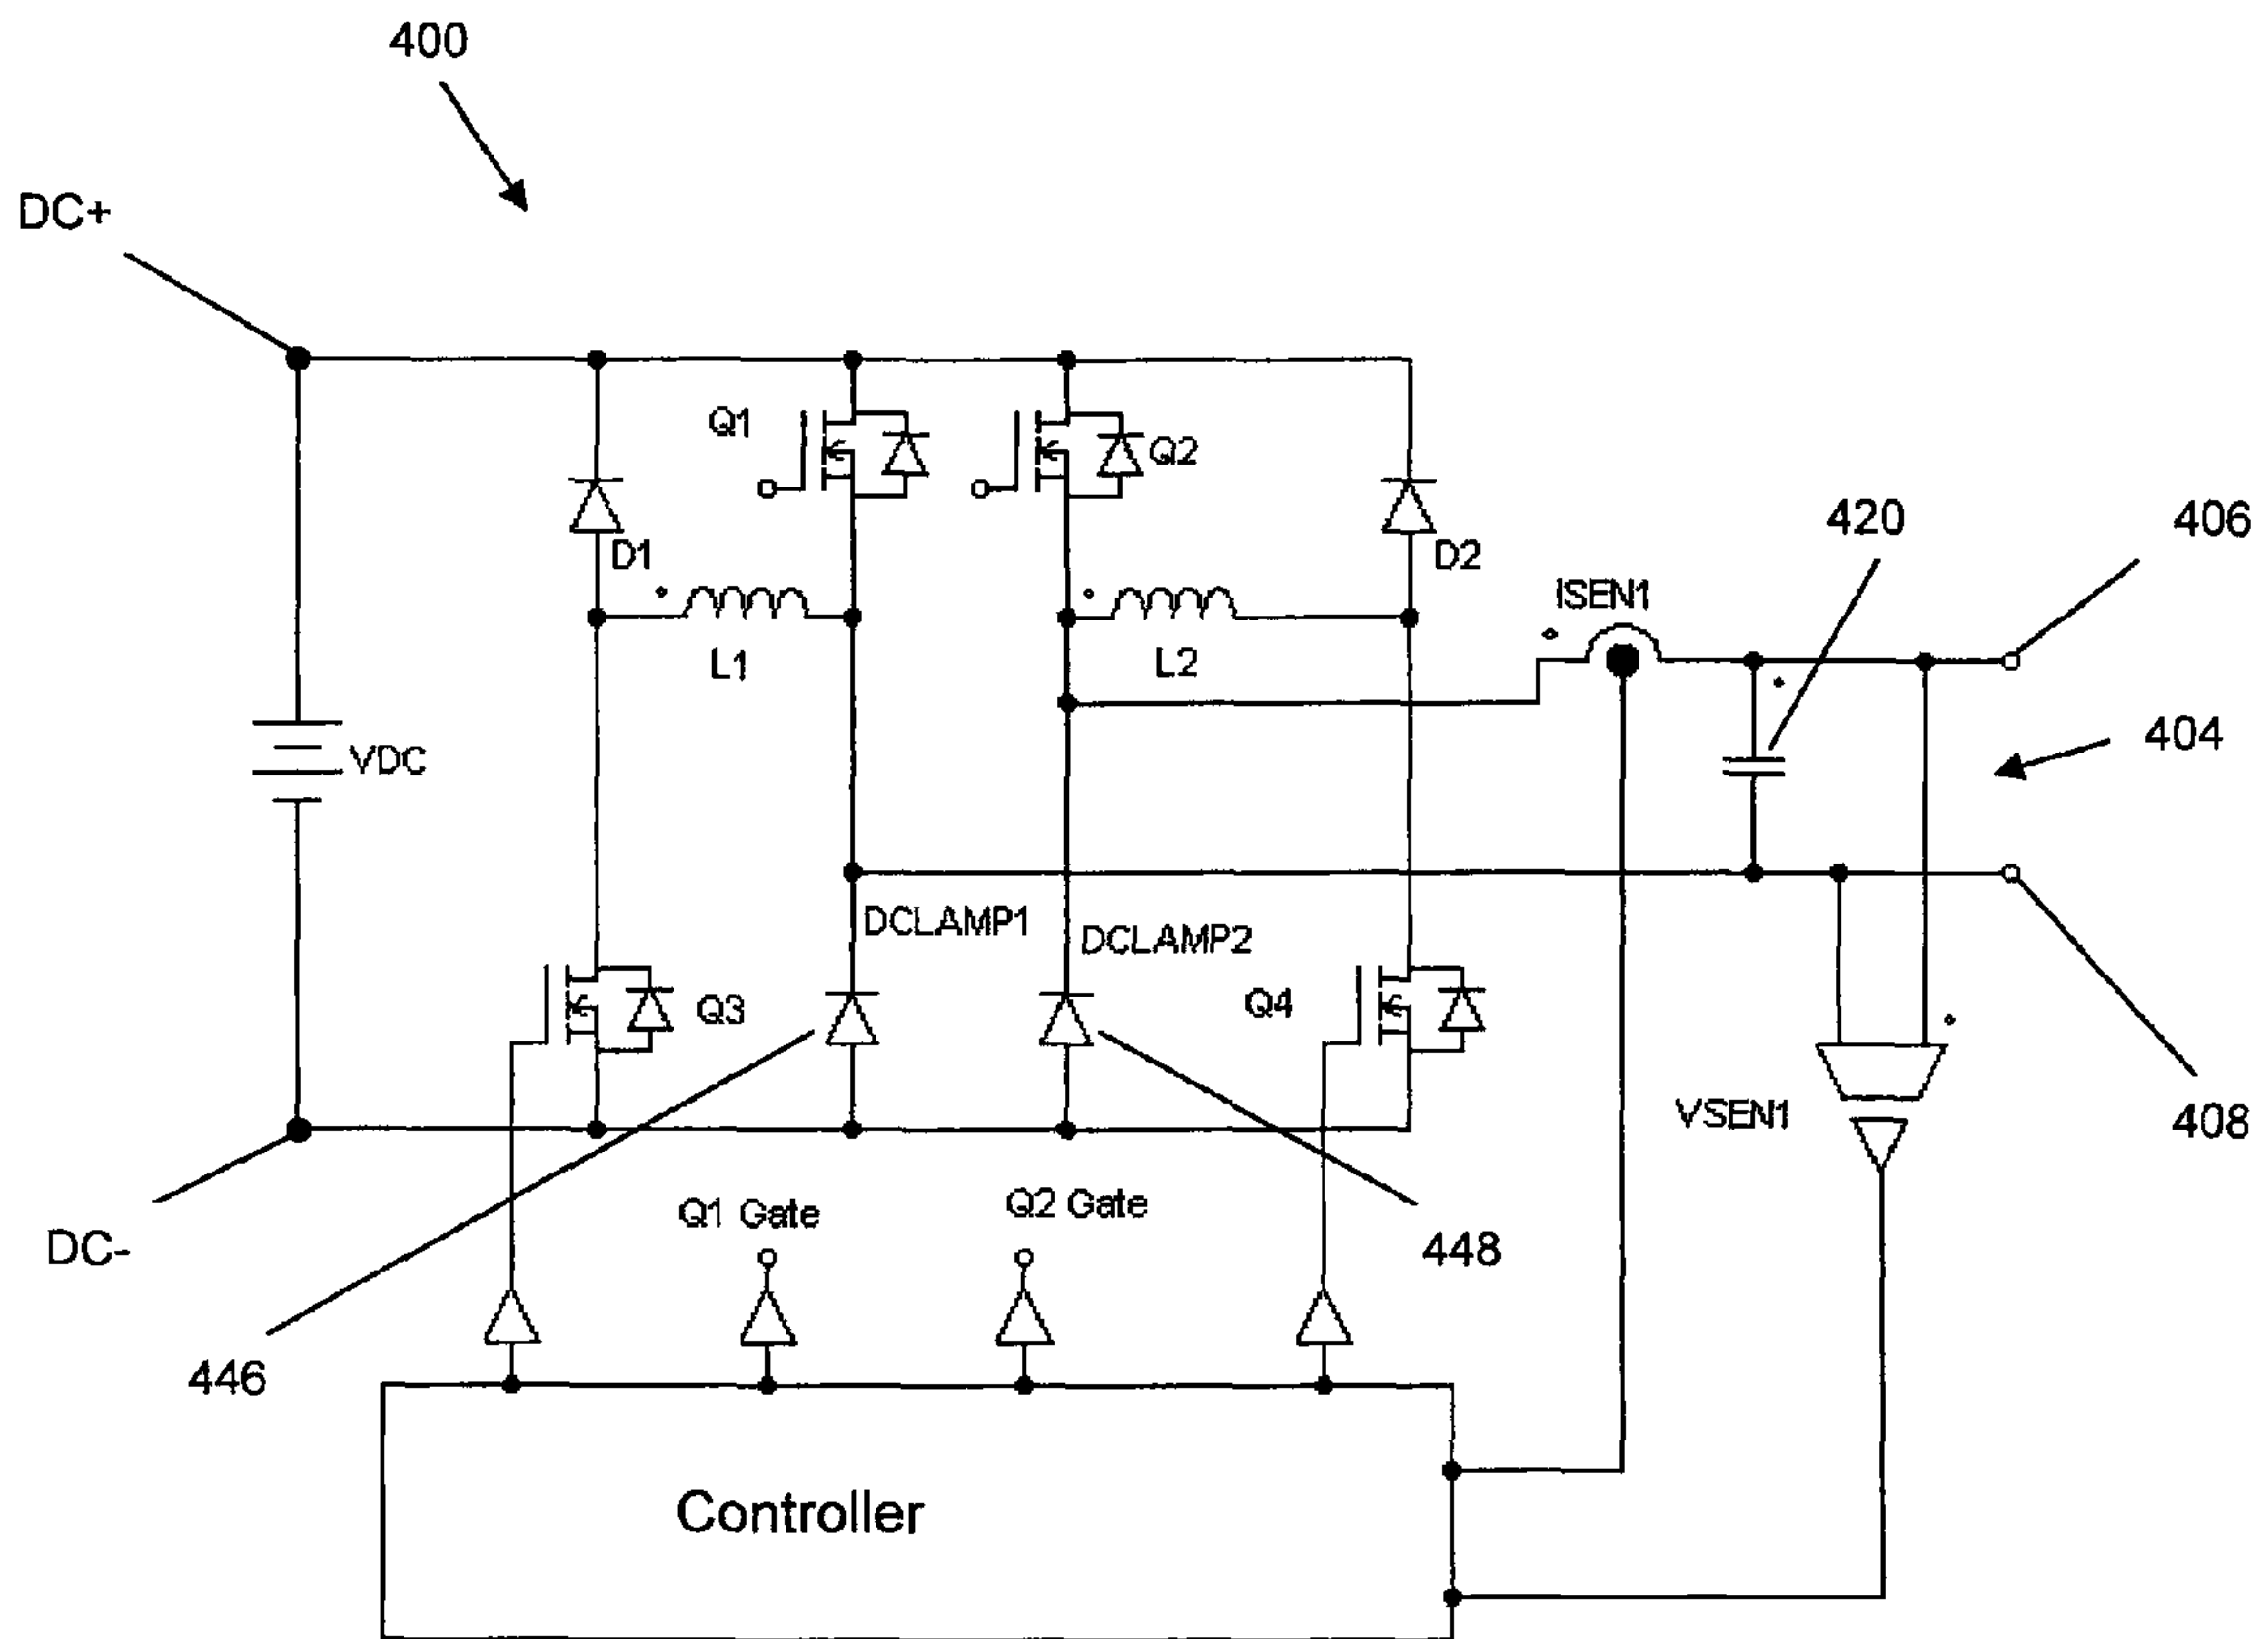 400
DC+
Q1
Q2
420
406
D1
D2
ISEN1
L1
L2
404
VDC
DCLAMP1
DCLAMP2
Q3
Q4
VSEN1
408
Q1 Gate
Q2 Gate
DC-
448
446
Controller